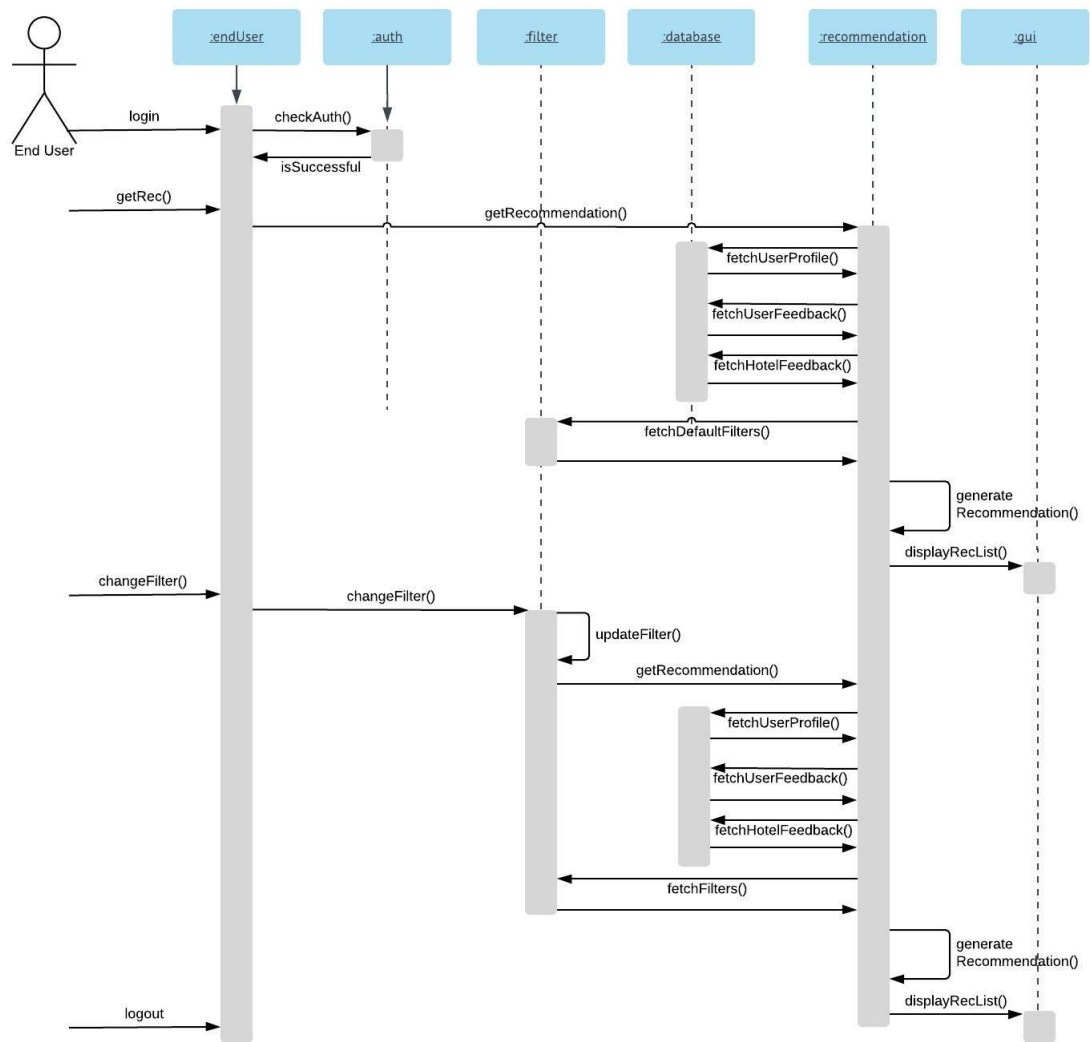 :endUser
:auth
:filter
:database
:recommendation
:gui
login
checkAuth()
End User
isSuccessful
getRec()
getRecommendation()
fetchUserProfile()
fetchUserFeedback()
fetchHotelFeedback()
fetchDefaultFilters()
generate
Recommendation()
displayRecList()
changeFilter()
changeFilter()
updateFilter()
getRecommendation()
fetchUserProfile()
fetchUserFeedback()
fetchHotelFeedback()
fetchFilters()
generate
Recommendation()
displayRecList()
logout